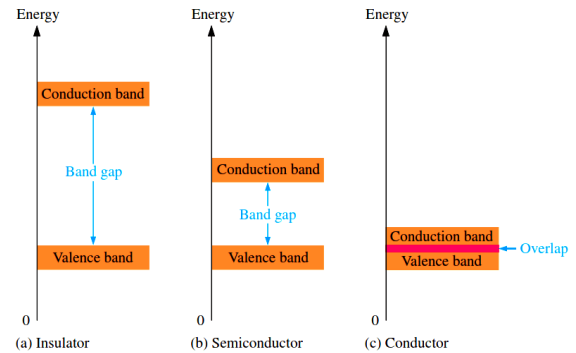 Energy
Conduction band
Band gap
Valence band
0
(a) Insulator
Energy
Conduction band
Band gap
Valence band
0
(b) Semiconductor
Energy
Conduction band
Overlap
Valence band
0
(c) Conductor